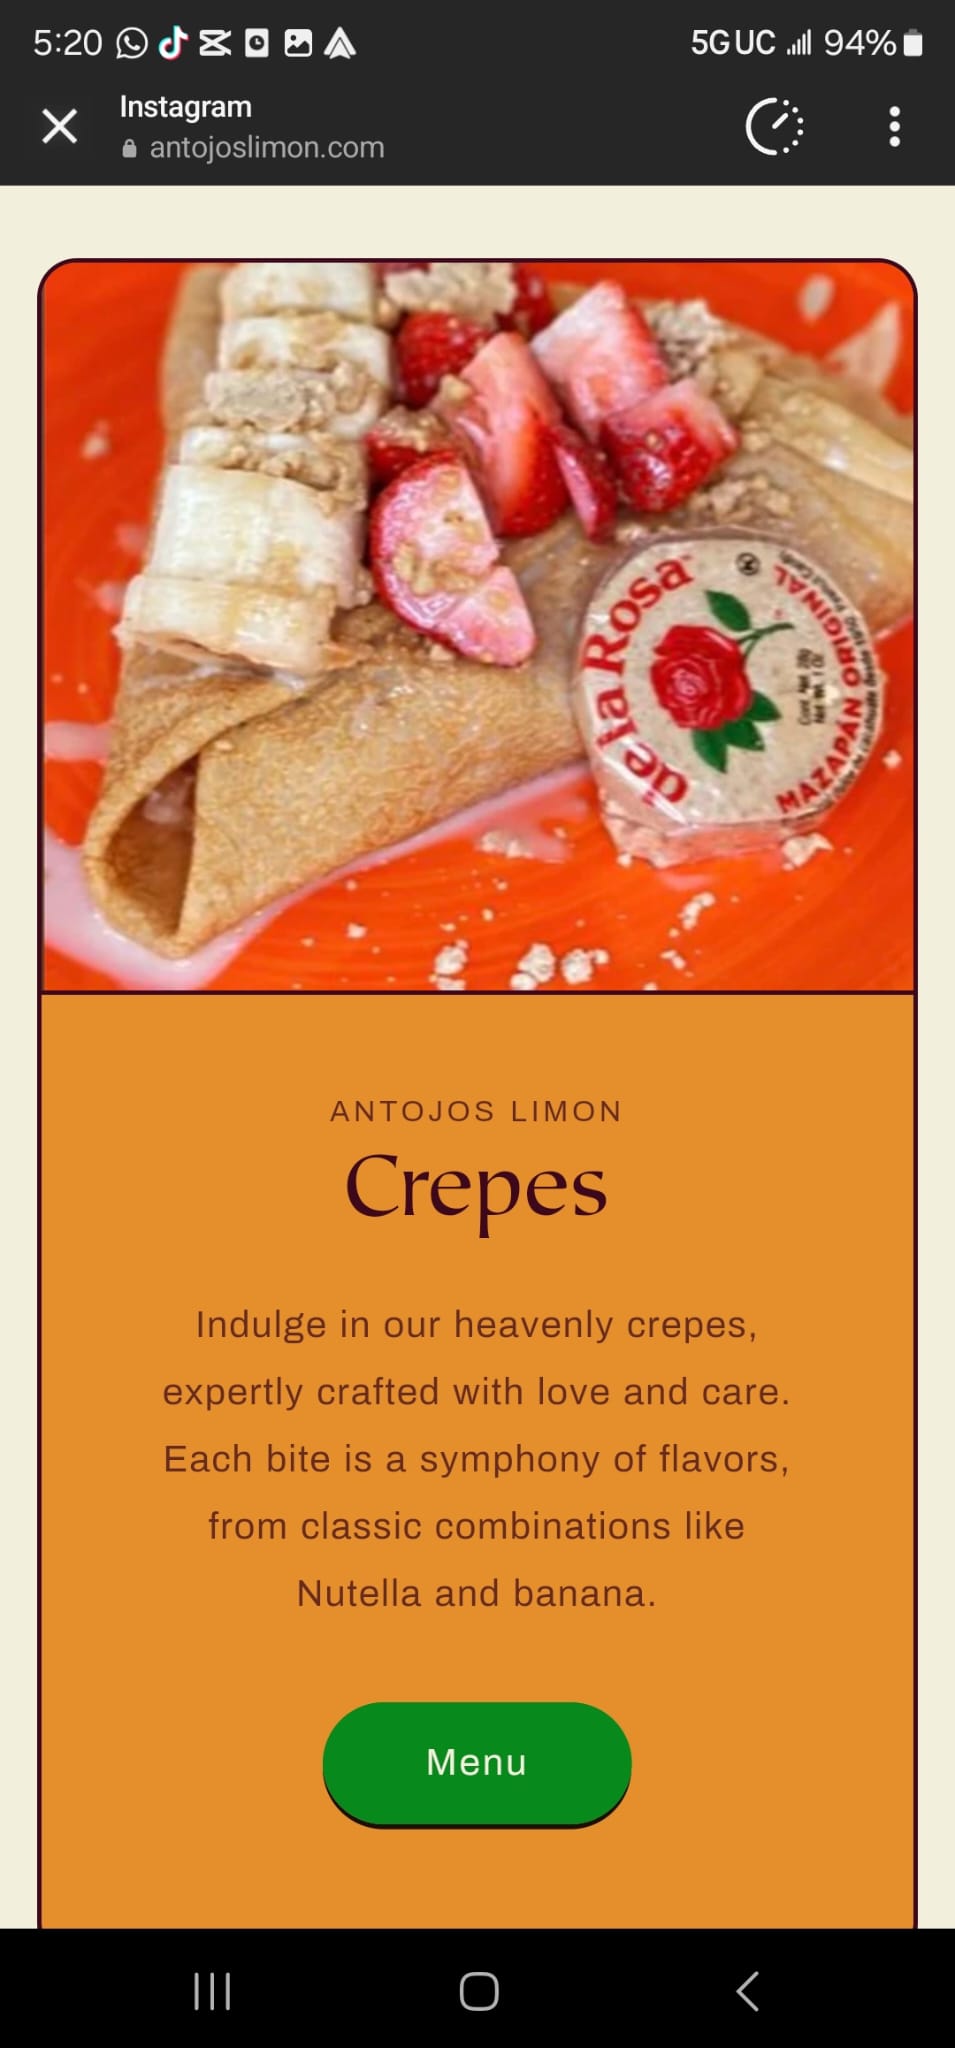 5:20 5G UC 94%
Instagram
antojoslimon.com
de la Rosa
MAZAPÁN ORIGINAL
ANTOJOS LIMON
Crepes
Indulge in our heavenly crepes,
expertly crafted with love and care.
Each bite is a symphony of flavors,
from classic combinations like
Nutella and banana.
Menu